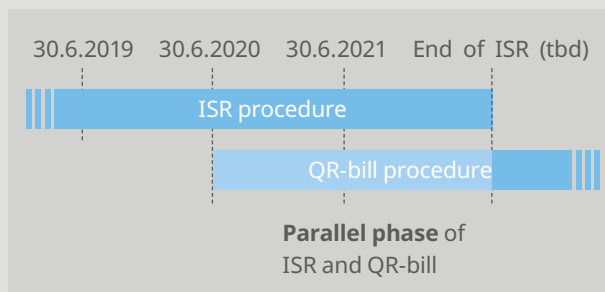 30.6.2019 30.6.2020 30.6.2021 End of ISR (tbd)
ISR procedure
QR-bill procedure
Parallel phase of
ISR and QR-bill